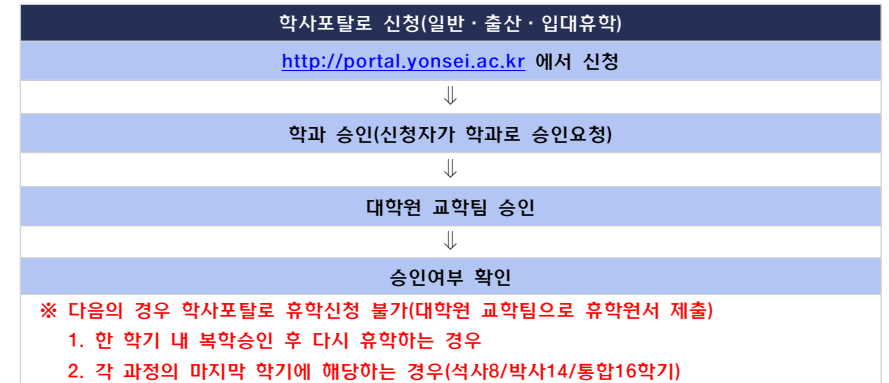 학사포탈로 신청(일반 · 출산 · 입대휴학)
http://portal.yonsei.ac.kr 에서 신청
⇓
학과 승인(신청자가 학과로 승인요청)
⇓
대학원 교학팀 승인
⇓
승인여부 확인
※ 다음의 경우 학사포탈로 휴학신청 불가(대학원 교학팀으로 휴학원서 제출)
1. 한 학기 내 복학승인 후 다시 휴학하는 경우
2. 각 과정의 마지막 학기에 해당하는 경우(석사8/박사14/통합16학기)